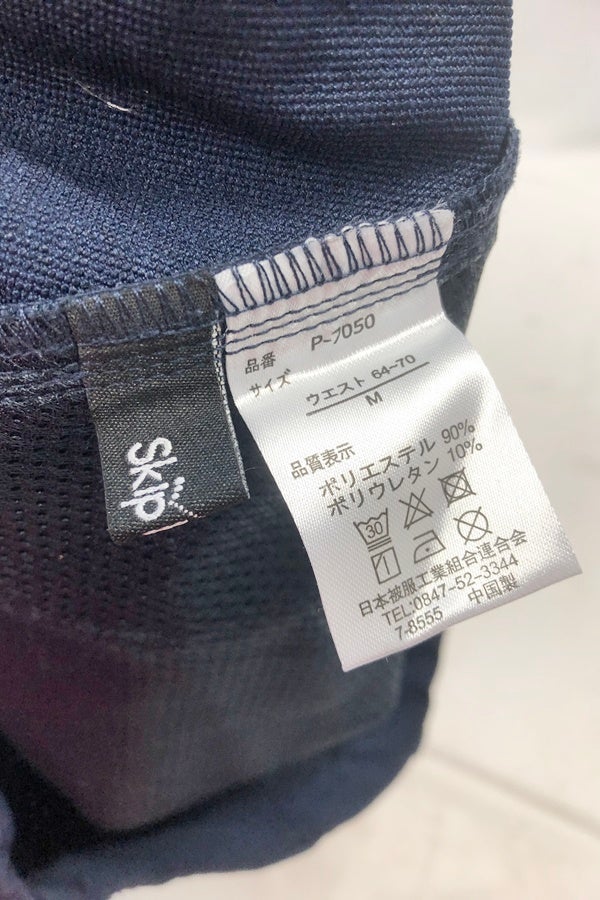 Skip
品番 P-7050
サイズ
ウエスト 64-70
M
品質表示
ポリエステル 90%
ポリウレタン 10%
30
日本被服工業組合連合会
TEL:0847-52-3344
7-8555 中国製